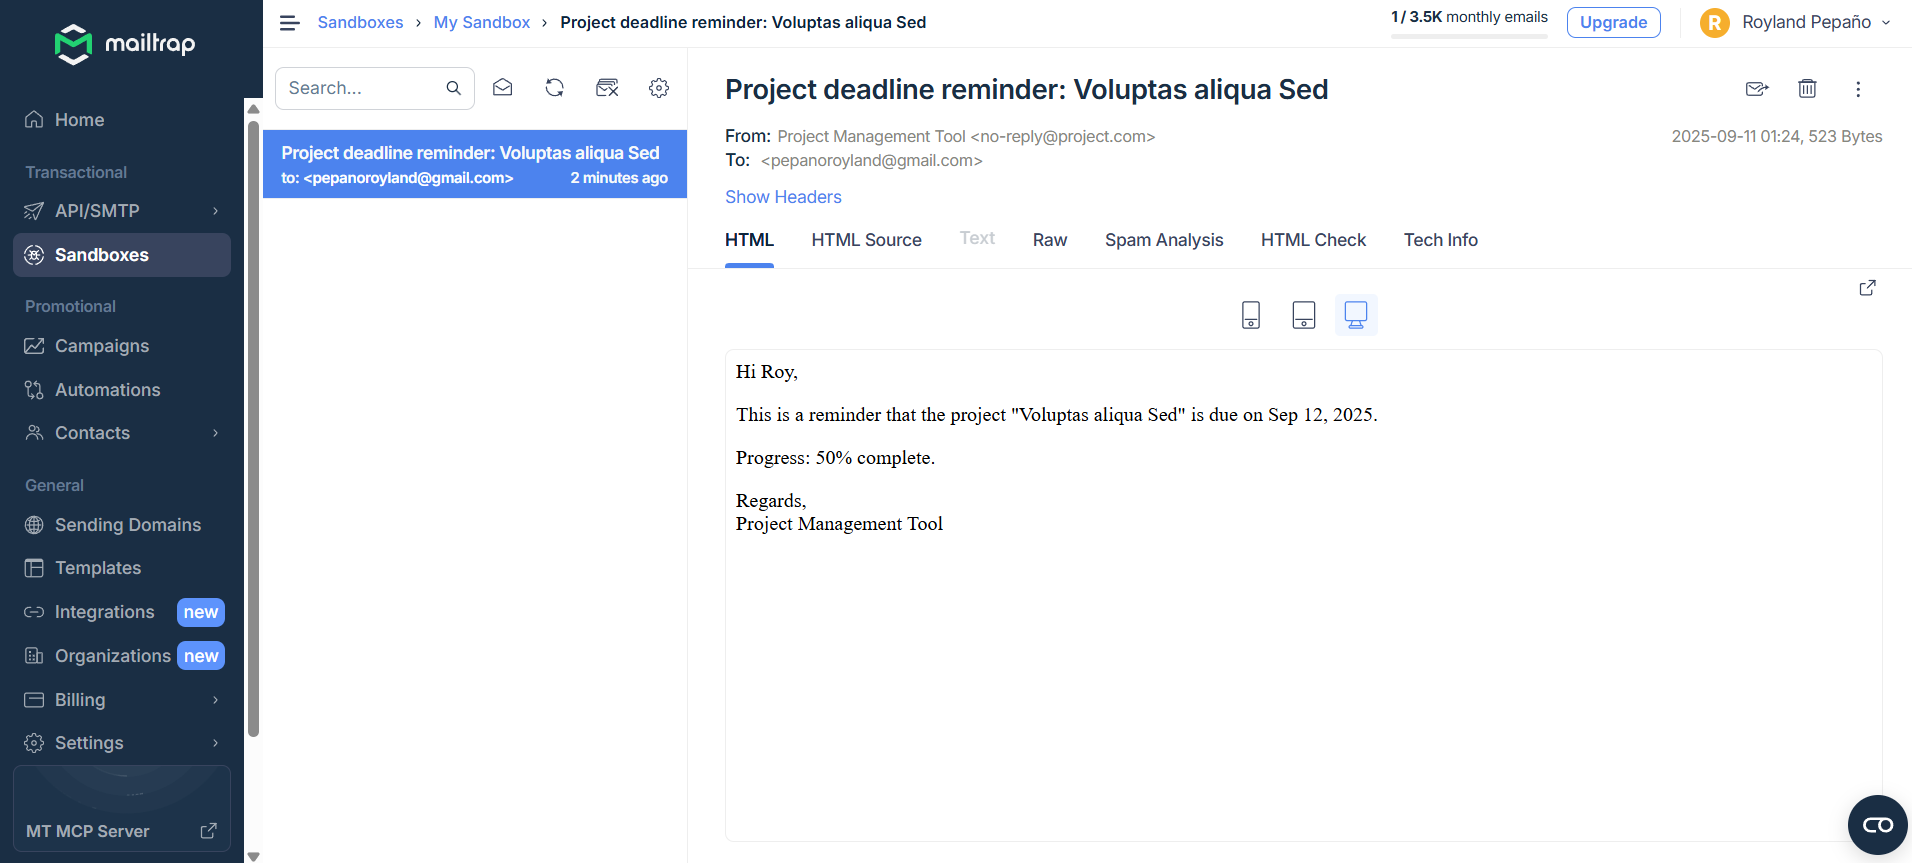 mailtrap
Home
Transactional
API/SMTP
Sandboxes
Promotional
Campaigns
Automations
Contacts
General
Sending Domains
Templates
Integrations new
Organizations new
Billing
Settings
MT MCP Server
Sandboxes › My Sandbox › Project deadline reminder: Voluptas aliqua Sed
1 / 3.5K monthly emails
Upgrade
R Royland Pepaño
Search...
Project deadline reminder: Voluptas aliqua Sed
to: <pepanoroyland@gmail.com> 2 minutes ago
Project deadline reminder: Voluptas aliqua Sed
From: Project Management Tool <no-reply@project.com>
2025-09-11 01:24, 523 Bytes
To: <pepanoroyland@gmail.com>
Show Headers
HTML HTML Source Text Raw Spam Analysis HTML Check Tech Info
Hi Roy,
This is a reminder that the project "Voluptas aliqua Sed" is due on Sep 12, 2025.
Progress: 50% complete.
Regards,
Project Management Tool